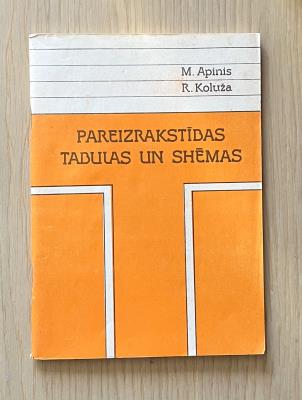 M. Apinis
R. Koluža
PAREIZRAKSTĪBAS
TABULAS UN SHĒMAS